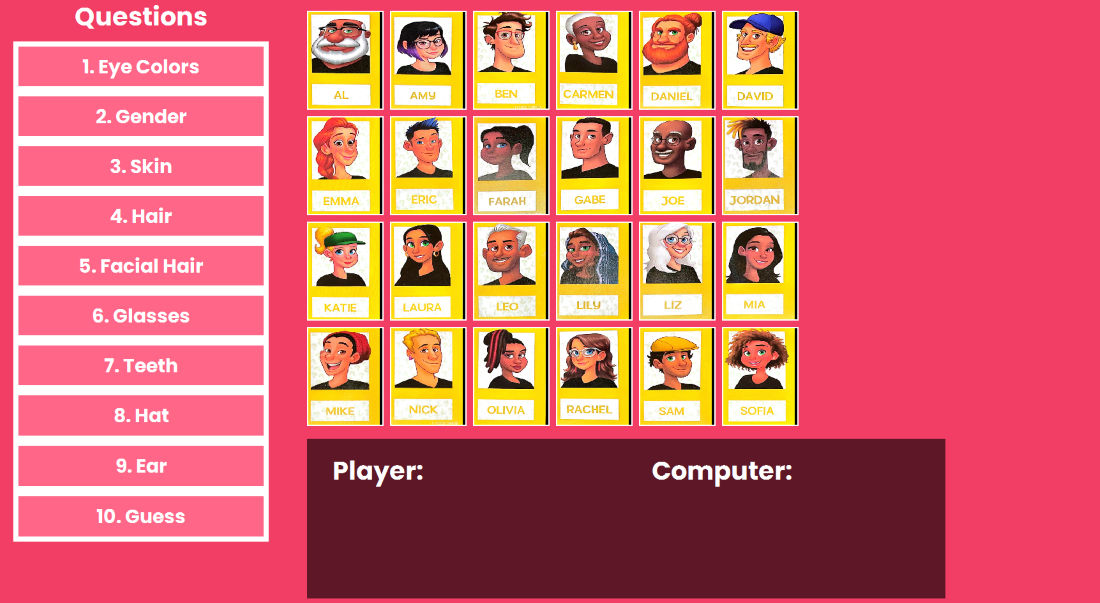 Questions
1. Eye Colors
2. Gender
3. Skin
4. Hair
5. Facial Hair
6. Glasses
7. Teeth
8. Hat
9. Ear
10. Guess
AL AMY BEN CARMEN DANIEL DAVID
EMMA ERIC FARAH GABE JOE JORDAN
KATIE LAURA LEO LILY LIZ MIA
MIKE NICK OLIVIA RACHEL SAM SOFIA
Player: Computer: